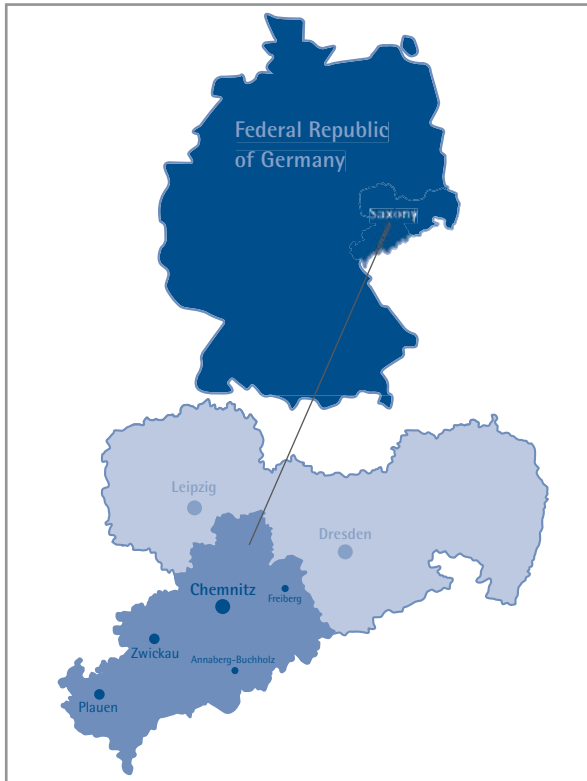 Federal Republic
of Germany
Saxony
Leipzig
Dresden
Chemnitz
Freiberg
Zwickau
Annaberg-Buchholz
Plauen